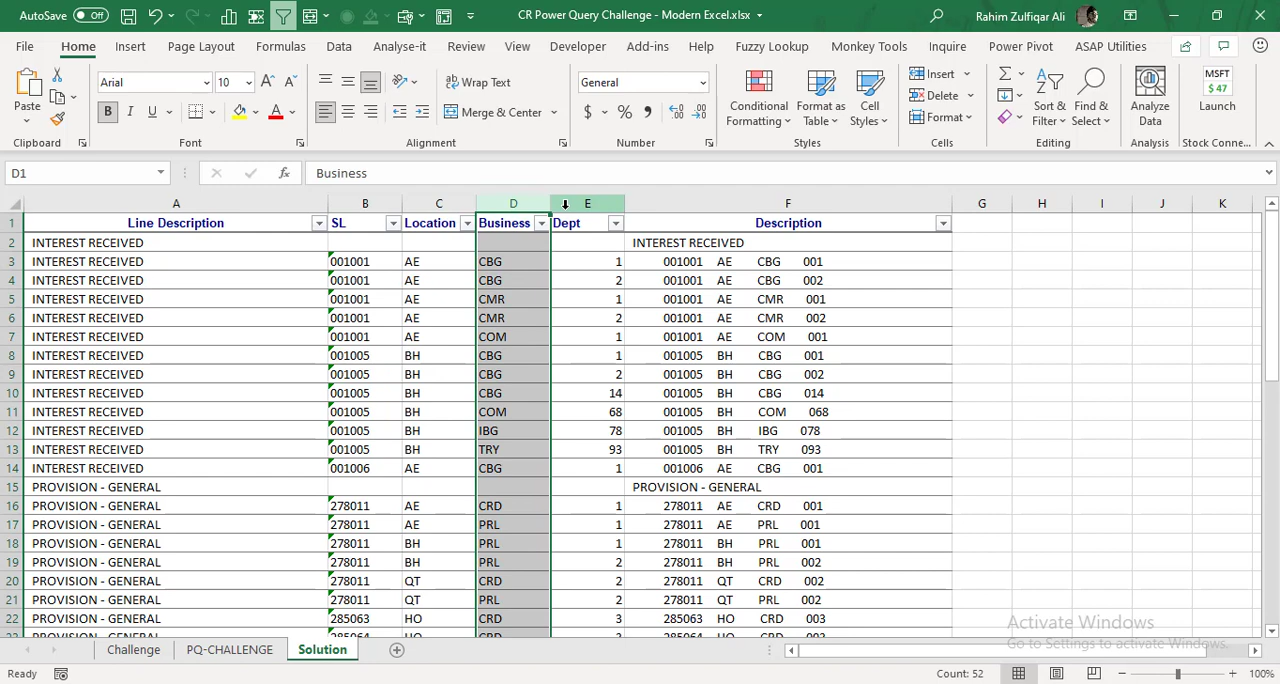 AutoSave Off CR Power Query Challenge - Modern Excel.xlsx Rahim Zulfiqar Ali
File Home Insert Page Layout Formulas Data Analyse-it Review View Developer Add-ins Help Fuzzy Lookup Monkey Tools Inquire Power Pivot ASAP Utilities
Paste Arial 10 Wrap Text General Conditional Formatting Format as Table Cell Styles Insert Sort & Filter Find & Select Analyze Data MSFT $ 47 Launch
B I U Merge & Center $ % Delete
Format
Clipboard Font Alignment Number Styles Cells Editing Analysis Stock Conne...
D1 fx Business
A B C D E F G H I J K
1 Line Description SL Location Business Dept Description
2 INTEREST RECEIVED INTEREST RECEIVED
3 INTEREST RECEIVED 001001 AE CBG 1 001001 AE CBG 001
4 INTEREST RECEIVED 001001 AE CBG 2 001001 AE CBG 002
5 INTEREST RECEIVED 001001 AE CMR 1 001001 AE CMR 001
6 INTEREST RECEIVED 001001 AE CMR 2 001001 AE CMR 002
7 INTEREST RECEIVED 001001 AE COM 1 001001 AE COM 001
8 INTEREST RECEIVED 001005 BH CBG 1 001005 BH CBG 001
9 INTEREST RECEIVED 001005 BH CBG 2 001005 BH CBG 002
10 INTEREST RECEIVED 001005 BH CBG 14 001005 BH CBG 014
11 INTEREST RECEIVED 001005 BH COM 68 001005 BH COM 068
12 INTEREST RECEIVED 001005 BH IBG 78 001005 BH IBG 078
13 INTEREST RECEIVED 001005 BH TRY 93 001005 BH TRY 093
14 INTEREST RECEIVED 001006 AE CBG 1 001006 AE CBG 001
15 PROVISION - GENERAL PROVISION - GENERAL
16 PROVISION - GENERAL 278011 AE CRD 1 278011 AE CRD 001
17 PROVISION - GENERAL 278011 AE PRL 1 278011 AE PRL 001
18 PROVISION - GENERAL 278011 BH PRL 1 278011 BH PRL 001
19 PROVISION - GENERAL 278011 BH PRL 2 278011 BH PRL 002
20 PROVISION - GENERAL 278011 QT CRD 2 278011 QT CRD 002
21 PROVISION - GENERAL 278011 QT PRL 2 278011 QT PRL 002
22 PROVISION - GENERAL 285063 HO CRD 3 285063 HO CRD 003
Activate Windows
Go to Settings to activate Windows.
Challenge PQ-CHALLENGE Solution
Ready Count: 52 100%